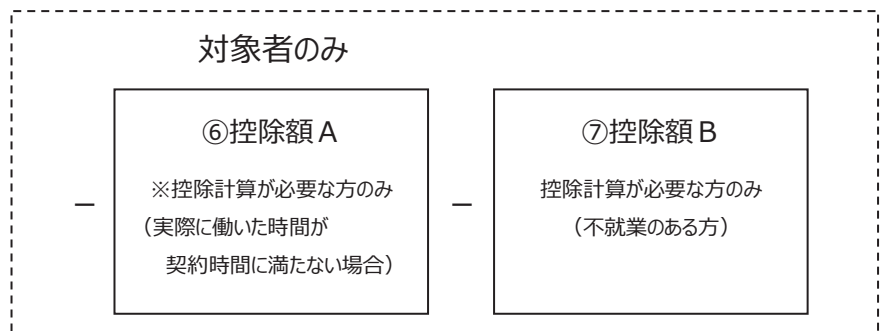 対象者のみ
－
⑥控除額A
※控除計算が必要な方のみ
（実際に働いた時間が
契約時間に満たない場合）
－
⑦控除額B
控除計算が必要な方のみ
（不就業のある方）